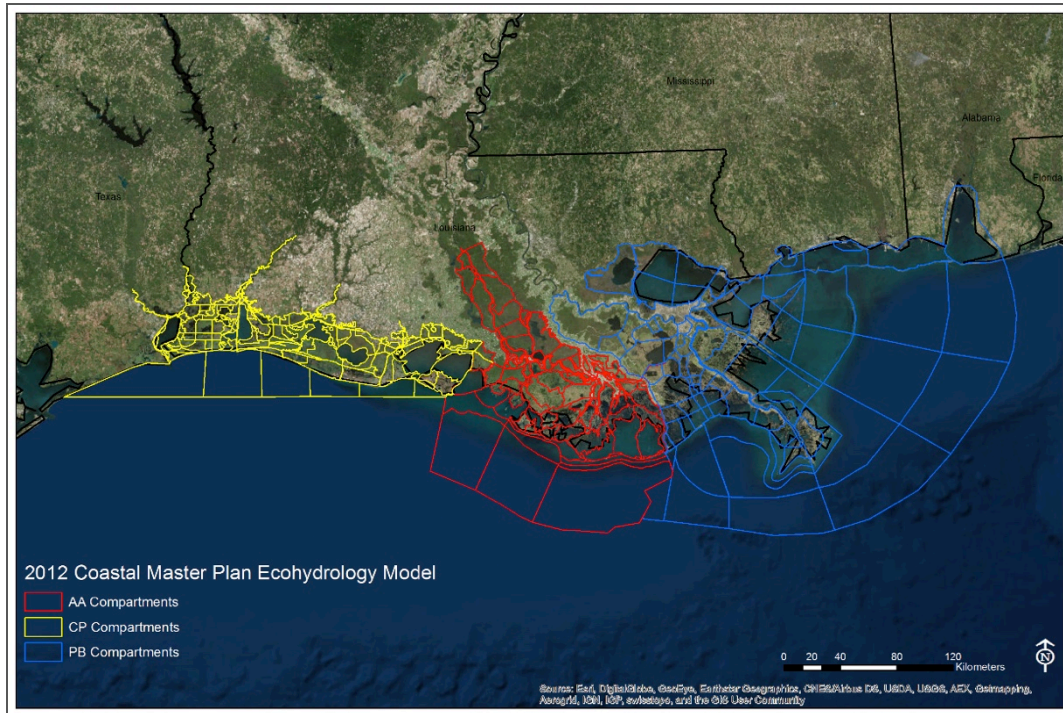 Mississippi
Alabama
Texas
Louisiana
Florida
2012 Coastal Master Plan Ecohydrology Model
AA Compartments
CP Compartments
PB Compartments
0 20 40 80 120
Kilometers
N
Source: Esri, DigitalGlobe, GeoEye, Earthstar Geographics, CNES/Airbus DS, USDA, USGS, AEX, Getmapping,
Aerogrid, IGN, IGP, swisstopo, and the GIS User Community